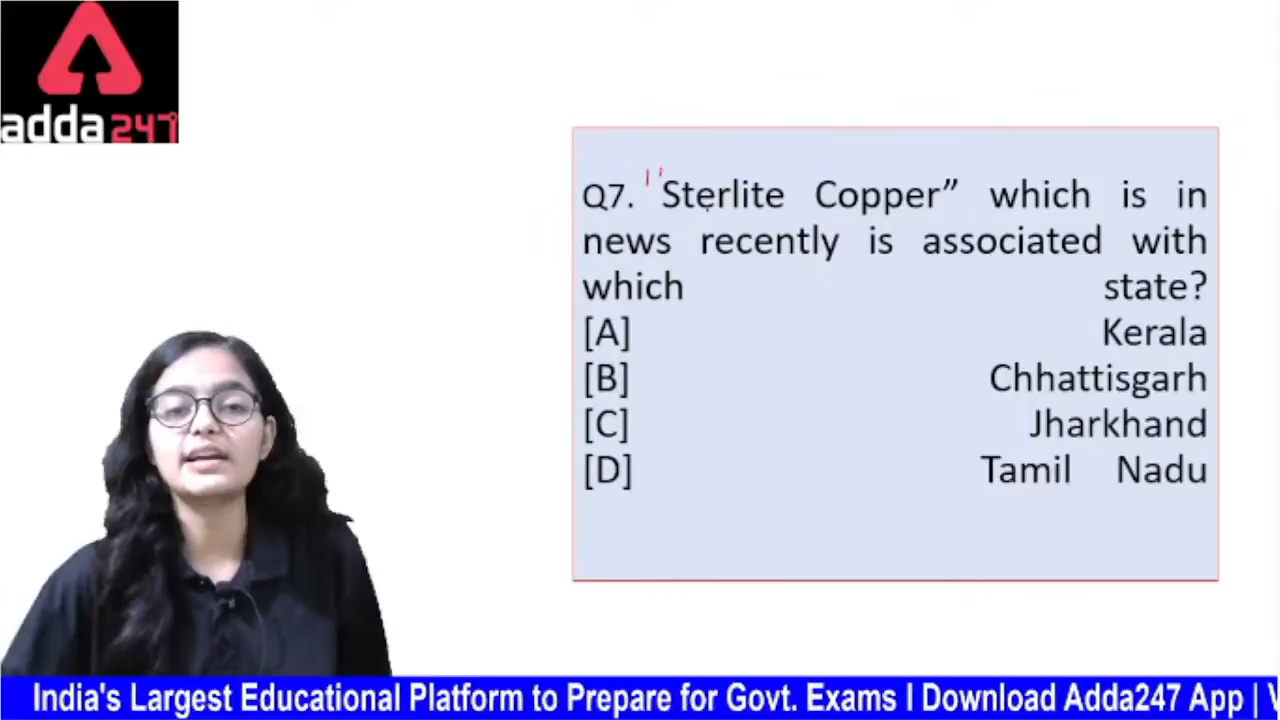 adda247
Q7. "Sterlite Copper” which is in
news recently is associated with
which state?
[A] Kerala
[B] Chhattisgarh
[C] Jharkhand
[D] Tamil Nadu
India's Largest Educational Platform to Prepare for Govt. Exams I Download Adda247 App |